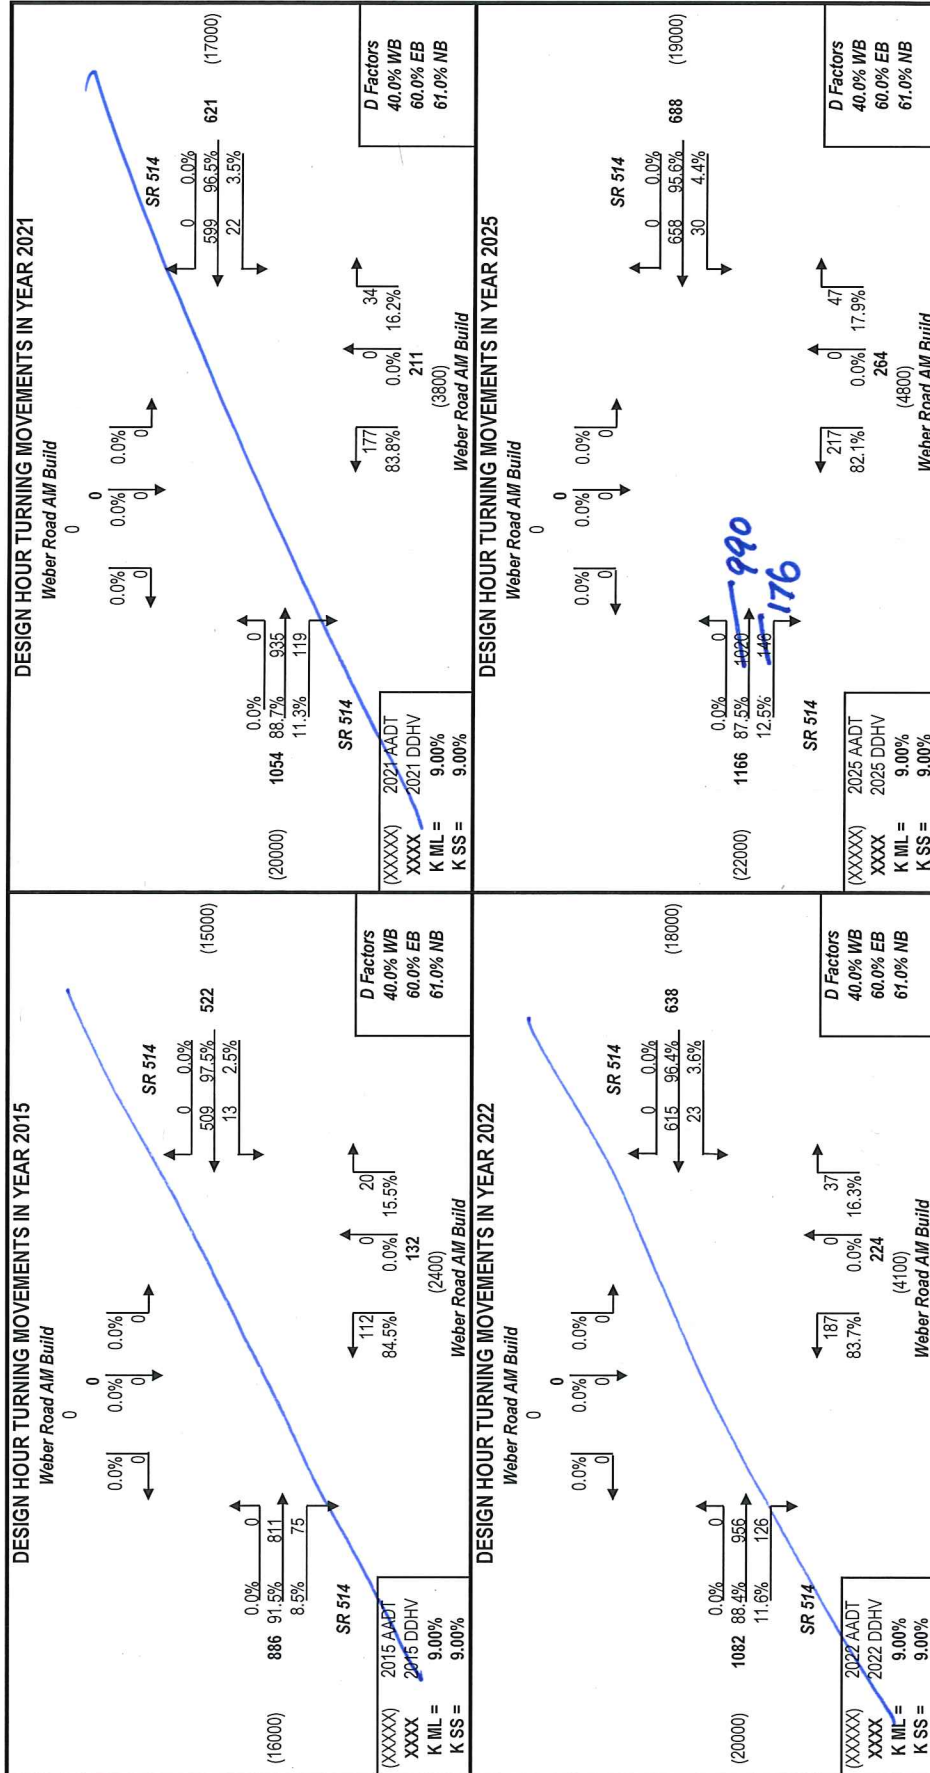 DESIGN HOUR TURNING MOVEMENTS IN YEAR 2015
Weber Road AM Build
0
0
0.0% 0.0% 0.0%
0 0 0
SR 514
0 0.0%
509 97.5% 522 (15000)
13 2.5%
0.0% 0
(16000) 886 91.5% 811
8.5% 75
SR 514
112 0 20
84.5% 0.0% 15.5%
132
(2400)
Weber Road AM Build
(XXXXX) 2015 AADT
XXXX 2015 DDHV
K ML = 9.00%
K SS = 9.00%
D Factors
40.0% WB
60.0% EB
61.0% NB
DESIGN HOUR TURNING MOVEMENTS IN YEAR 2021
Weber Road AM Build
0
0
0.0% 0.0% 0.0%
0 0 0
SR 514
0 0.0%
599 96.5% 621 (17000)
22 3.5%
0.0% 0
(20000) 1054 88.7% 935
11.3% 119
SR 514
177 0 34
83.8% 0.0% 16.2%
211
(3800)
Weber Road AM Build
(XXXXX) 2021 AADT
XXXX 2021 DDHV
K ML = 9.00%
K SS = 9.00%
D Factors
40.0% WB
60.0% EB
61.0% NB
DESIGN HOUR TURNING MOVEMENTS IN YEAR 2022
Weber Road AM Build
0
0
0.0% 0.0% 0.0%
0 0 0
SR 514
0 0.0%
615 96.4% 638 (18000)
23 3.6%
0.0% 0
(20000) 1082 88.4% 956
11.6% 126
SR 514
187 0 37
83.7% 0.0% 16.3%
224
(4100)
Weber Road AM Build
(XXXXX) 2022 AADT
XXXX 2022 DDHV
K ML = 9.00%
K SS = 9.00%
D Factors
40.0% WB
60.0% EB
61.0% NB
DESIGN HOUR TURNING MOVEMENTS IN YEAR 2025
Weber Road AM Build
0
0
0.0% 0.0% 0.0%
0 0 0
SR 514
0 0.0%
658 95.6% 688 (19000)
30 4.4%
0.0% 0
(22000) 1166 87.5% 1020 990
12.5% 146 176
SR 514
217 0 47
82.1% 0.0% 17.9%
264
(4800)
Weber Road AM Build
(XXXXX) 2025 AADT
XXXX 2025 DDHV
K ML = 9.00%
K SS = 9.00%
D Factors
40.0% WB
60.0% EB
61.0% NB